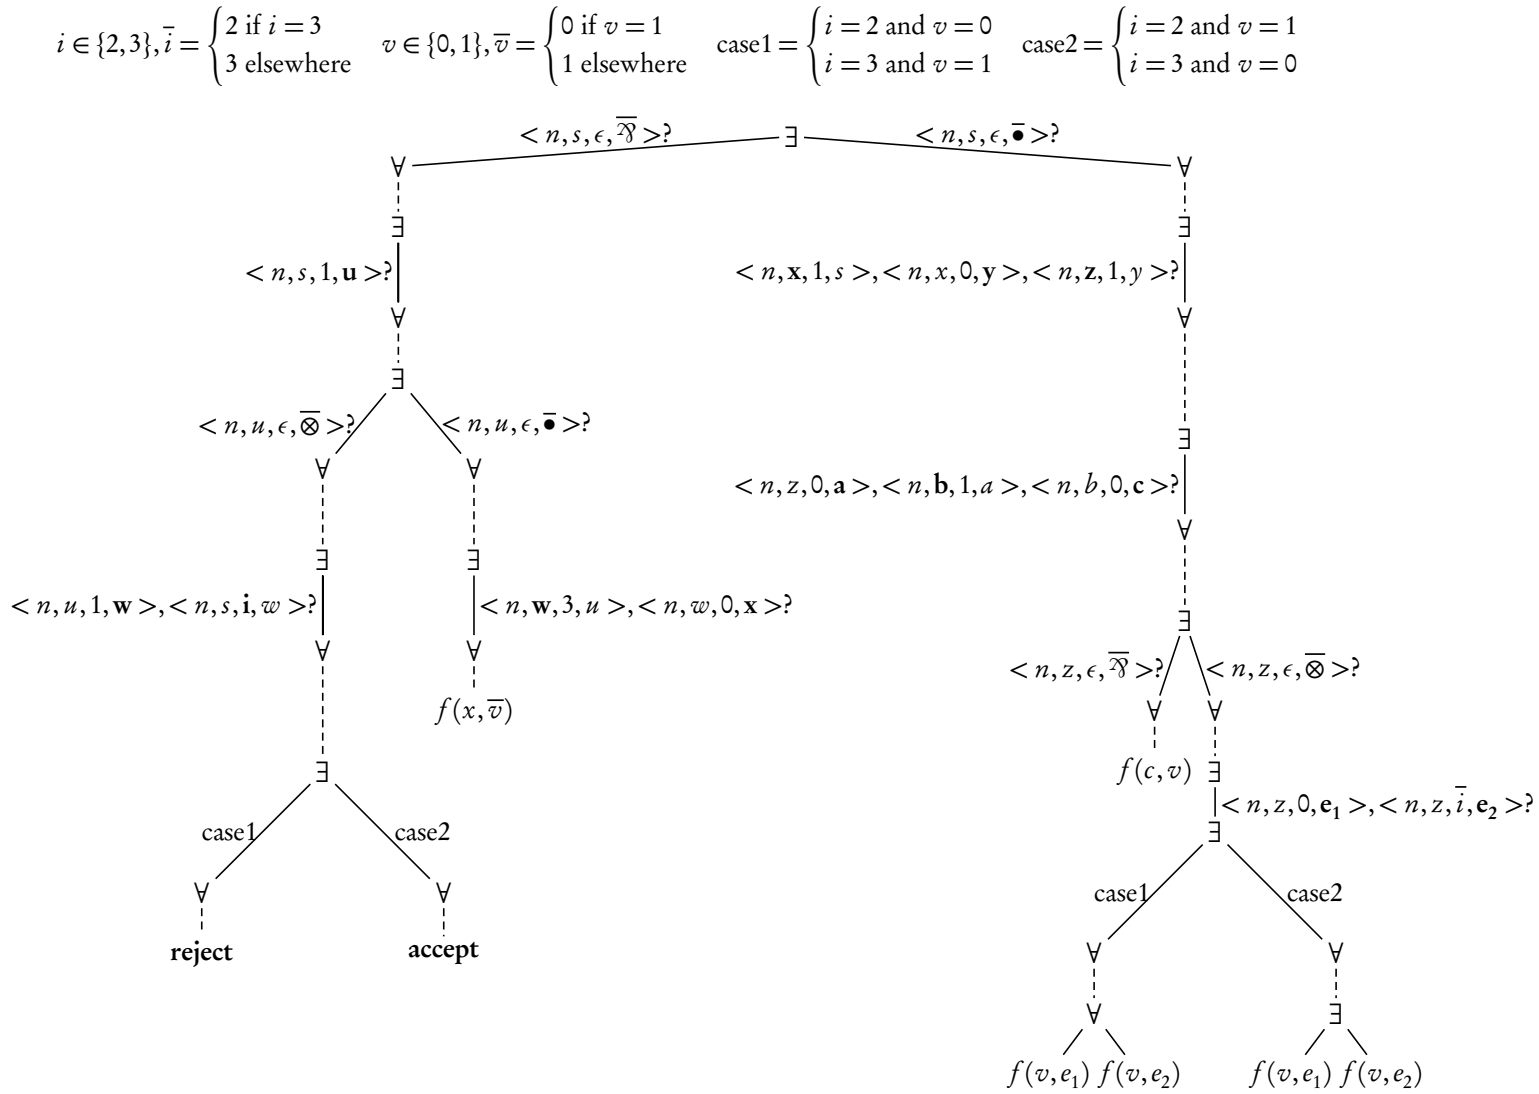 i ∈ {2,3}, i̅ = { 2 if i = 3
3 elsewhere
v ∈ {0,1}, v̅ = { 0 if v = 1
1 elsewhere
case1 = { i = 2 and v = 0
i = 3 and v = 1
case2 = { i = 2 and v = 1
i = 3 and v = 0
< n, s, ϵ, ⅋̅ >? ∃ < n, s, ϵ, •̅ >?
∀ ∀
∃ ∃
< n, s, 1, u >? < n, x, 1, s >, < n, x, 0, y >, < n, z, 1, y >?
∀ ∀
∃
< n, u, ϵ, ⊗̅ >? < n, u, ϵ, •̅ >?
∃
∀ ∀
< n, z, 0, a >, < n, b, 1, a >, < n, b, 0, c >?
∀
∃ ∃
< n, u, 1, w >, < n, s, i, w >? < n, w, 3, u >, < n, w, 0, x >?
∃
∀ ∀
< n, z, ϵ, ⅋̅ >? < n, z, ϵ, ⊗̅ >?
f(x, v̅)
∀ ∀
∃
f(c, v) ∃
< n, z, 0, e₁ >, < n, z, i̅, e₂ >?
case1 case2
∃
∀ ∀
case1 case2
reject accept
∀ ∀
∀ ∃
f(v, e₁) f(v, e₂) f(v, e₁) f(v, e₂)